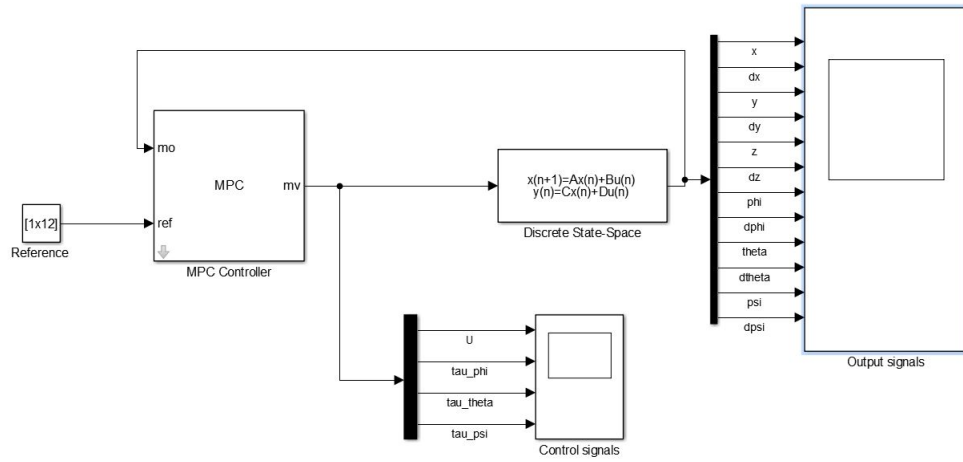 mo
MPC
mv
ref
[1x12]
Reference
MPC Controller
x(n+1)=Ax(n)+Bu(n)
y(n)=Cx(n)+Du(n)
Discrete State-Space
x
dx
y
dy
z
dz
phi
dphi
theta
dtheta
psi
dpsi
Output signals
U
tau_phi
tau_theta
tau_psi
Control signals